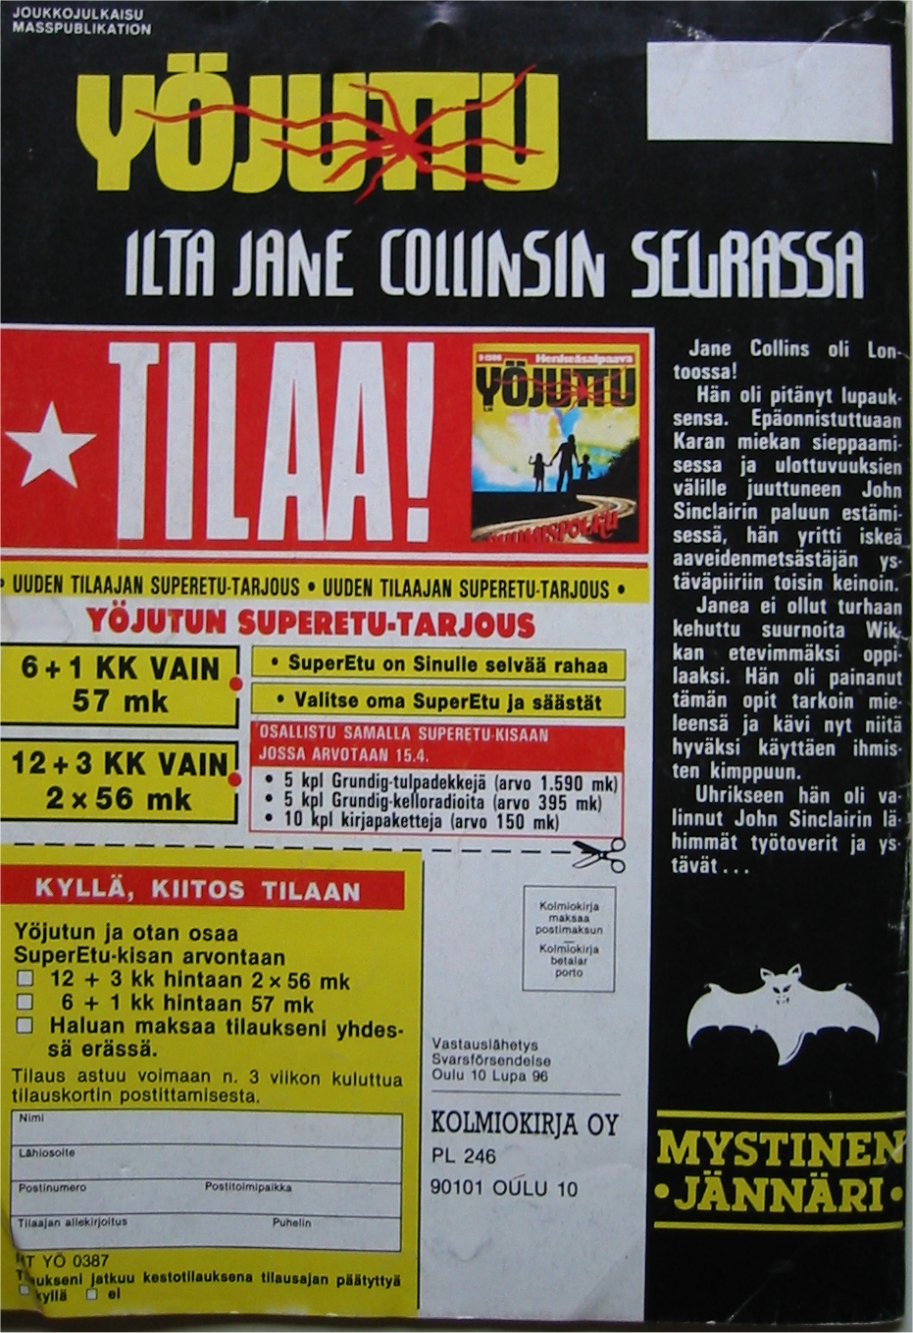 JOUKKOJULKAISU
MASSPUBLIKATION
YÖJUTTU
ILTA JANE COLLINSIN SEURASSA
TILAA!
Henkeäsalpaava
YÖJUTTU
• UUDEN TILAAJAN SUPERETU-TARJOUS • UUDEN TILAAJAN SUPERETU-TARJOUS •
YÖJUTUN SUPERETU-TARJOUS
6 + 1 KK VAIN
57 mk
12 + 3 KK VAIN
2 x 56 mk
• SuperEtu on Sinulle selvää rahaa
• Valitse oma SuperEtu ja säästät
OSALLISTU SAMALLA SUPERETU-KISAAN
JOSSA ARVOTAAN 15.4.
• 5 kpl Grundig-tulpadekkejä (arvo 1.590 mk)
• 5 kpl Grundig-kelloradioita (arvo 395 mk)
• 10 kpl kirjapaketteja (arvo 150 mk)
KYLLÄ, KIITOS TILAAN
Yöjutun ja otan osaa
SuperEtu-kisan arvontaan
12 + 3 kk hintaan 2 x 56 mk
6 + 1 kk hintaan 57 mk
Haluan maksaa tilaukseni yhdes-
sä erässä.
Tilaus astuu voimaan n. 3 viikon kuluttua
tilauskortin postittamisesta.
Nimi
Lähiosoite
Postinumero Postitoimipaikka
Tilaajan allekirjoitus Puhelin
YÖ 0387
jatkuu kestotilauksena tilausajan päätyttyä
kyllä ei
Kolmiokirja
maksaa
postimaksun
—
Kolmiokirja
betalar
porto
Vastauslähetys
Svarsförsendelse
Oulu 10 Lupa 96
KOLMIOKIRJA OY
PL 246
90101 OULU 10
Jane Collins oli Lon-
toossa!
Hän oli pitänyt lupauk-
sensa. Epäonnistuttuaan
Karan miekan sieppaami-
sessa ja ulottuvuuksien
välille juuttuneen John
Sinclairin paluun estämi-
sessä, hän yritti iskeä
aaveidenmetsästäjän ys-
täväpiiriin toisin keinoin.
Janea ei ollut turhaan
kehuttu suurnoita Wik-
kan etevimmäksi oppi-
laaksi. Hän oli painanut
tämän opit tarkoin mie-
leensä ja kävi nyt niitä
hyväksi käyttäen ihmis-
ten kimppuun.
Uhrikseen hän oli va-
linnut John Sinclairin lä-
himmät työtoverit ja ys-
tävät . . .
MYSTINEN
• JÄNNÄRI •